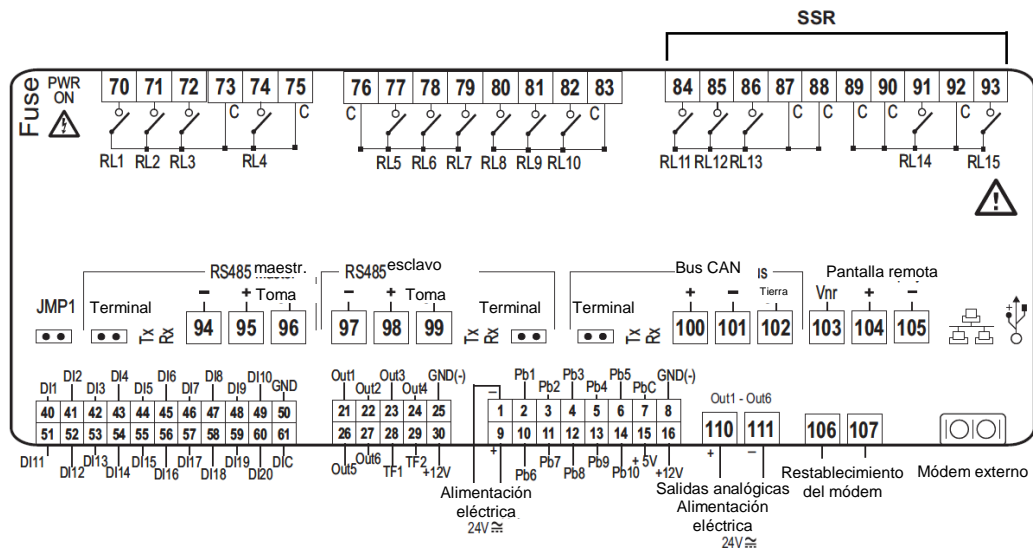 SSR
Fuse
PWR ON
70 71 72 73 74 75
76 77 78 79 80 81 82 83
84 85 86 87 88 89 90 91 92 93
C C
C C
C C C C C
RL1 RL2 RL3 RL4
RL5 RL6 RL7 RL8 RL9 RL10
RL11 RL12 RL13 RL14 RL15
RS485 maestr.
RS485 esclavo
Bus CAN
IS
Pantalla remota
JMP1
Terminal
Tx
Rx
− + Toma
94 95 96
− + Toma
97 98 99
Tx
Rx
Terminal
Terminal
Tx
Rx
+ − Tierra
100 101 102
Vnr + −
103 104 105
DI1 DI2 DI3 DI4 DI5 DI6 DI7 DI8 DI9 DI10 GND
40 41 42 43 44 45 46 47 48 49 50
51 52 53 54 55 56 57 58 59 60 61
DI11 DI12 DI13 DI14 DI15 DI16 DI17 DI18 DI19 DI20 DIC
Out1 Out2 Out3 Out4 GND(-)
21 22 23 24 25
26 27 28 29 30
Out5 Out6 TF1 TF2 +12V
− Pb1 Pb2 Pb3 Pb4 Pb5 PbC GND(-)
1 2 3 4 5 6 7 8
9 10 11 12 13 14 15 16
+ Pb6 Pb7 Pb8 Pb9 Pb10 + 5V +12V
Alimentación
eléctrica
24V
Out1 - Out6
110 111
+ −
Salidas analógicas
Alimentación
eléctrica
24V
106 107
Restablecimiento
del módem
Módem externo